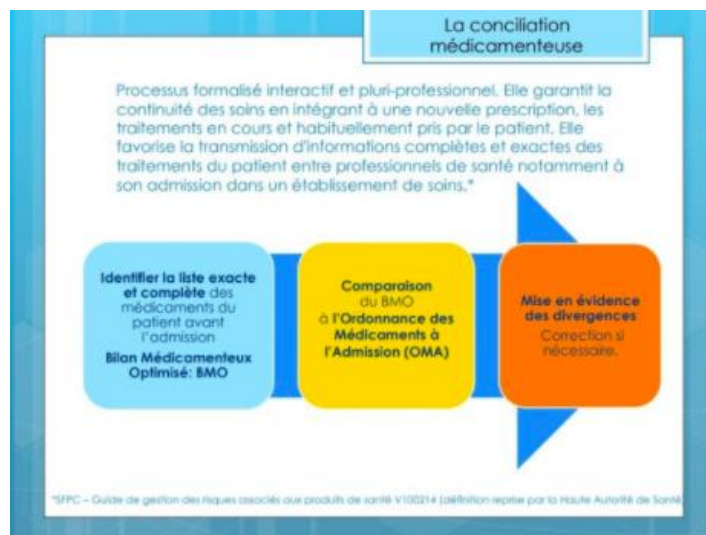 La conciliation
médicamenteuse
Processus formalisé interactif et pluri-professionnel. Elle garantit la
continuité des soins en intégrant à une nouvelle prescription, les
traitements en cours et habituellement pris par le patient. Elle
favorise la transmission d'informations complètes et exactes des
traitements du patient entre professionnels de santé notamment à
son admission dans un établissement de soins.*
Identifier la liste exacte
et complète des
médicaments du
patient avant
l'admission
Bilan Médicamenteux
Optimisé: BMO
Comparaison
du BMO
à l'Ordonnance des
Médicaments à
l'Admission (OMA)
Mise en évidence
des divergences
Correction si
nécessaire.
*SFPC – Guide de gestion des risques associés aux produits de santé V100214 (définition reprise par la Haute Autorité de Santé)